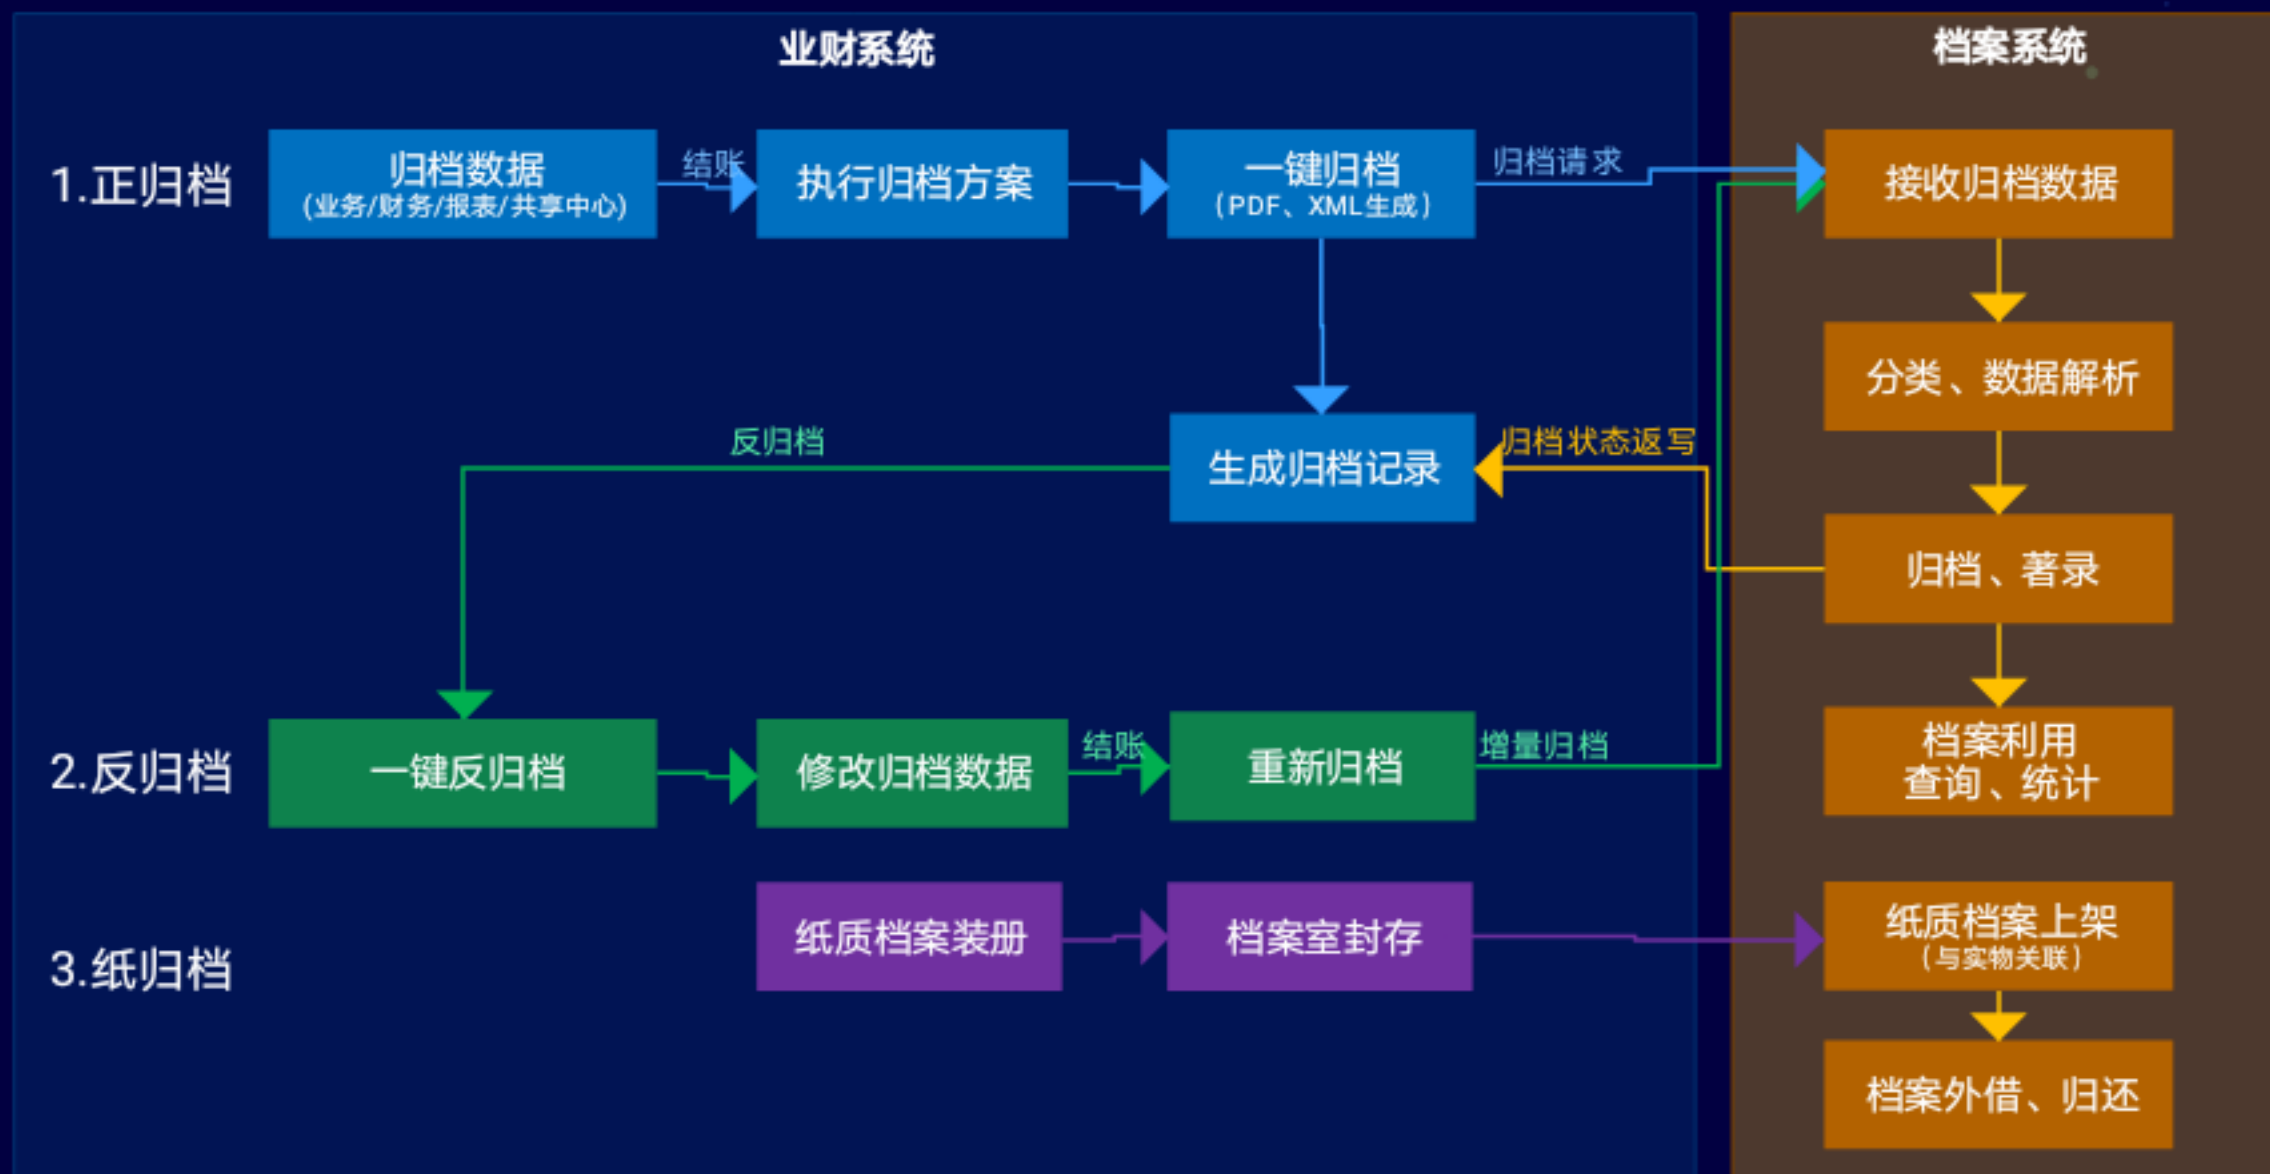 业财系统
档案系统
1.正归档
归档数据
(业务/财务/报表/共享中心)
结账
执行归档方案
一键归档
(PDF、XML生成)
归档请求
接收归档数据
分类、数据解析
反归档
生成归档记录
归档状态返写
归档、著录
2.反归档
一键反归档
修改归档数据
结账
重新归档
增量归档
档案利用
查询、统计
3.纸归档
纸质档案装册
档案室封存
纸质档案上架
(与实物关联)
档案外借、归还